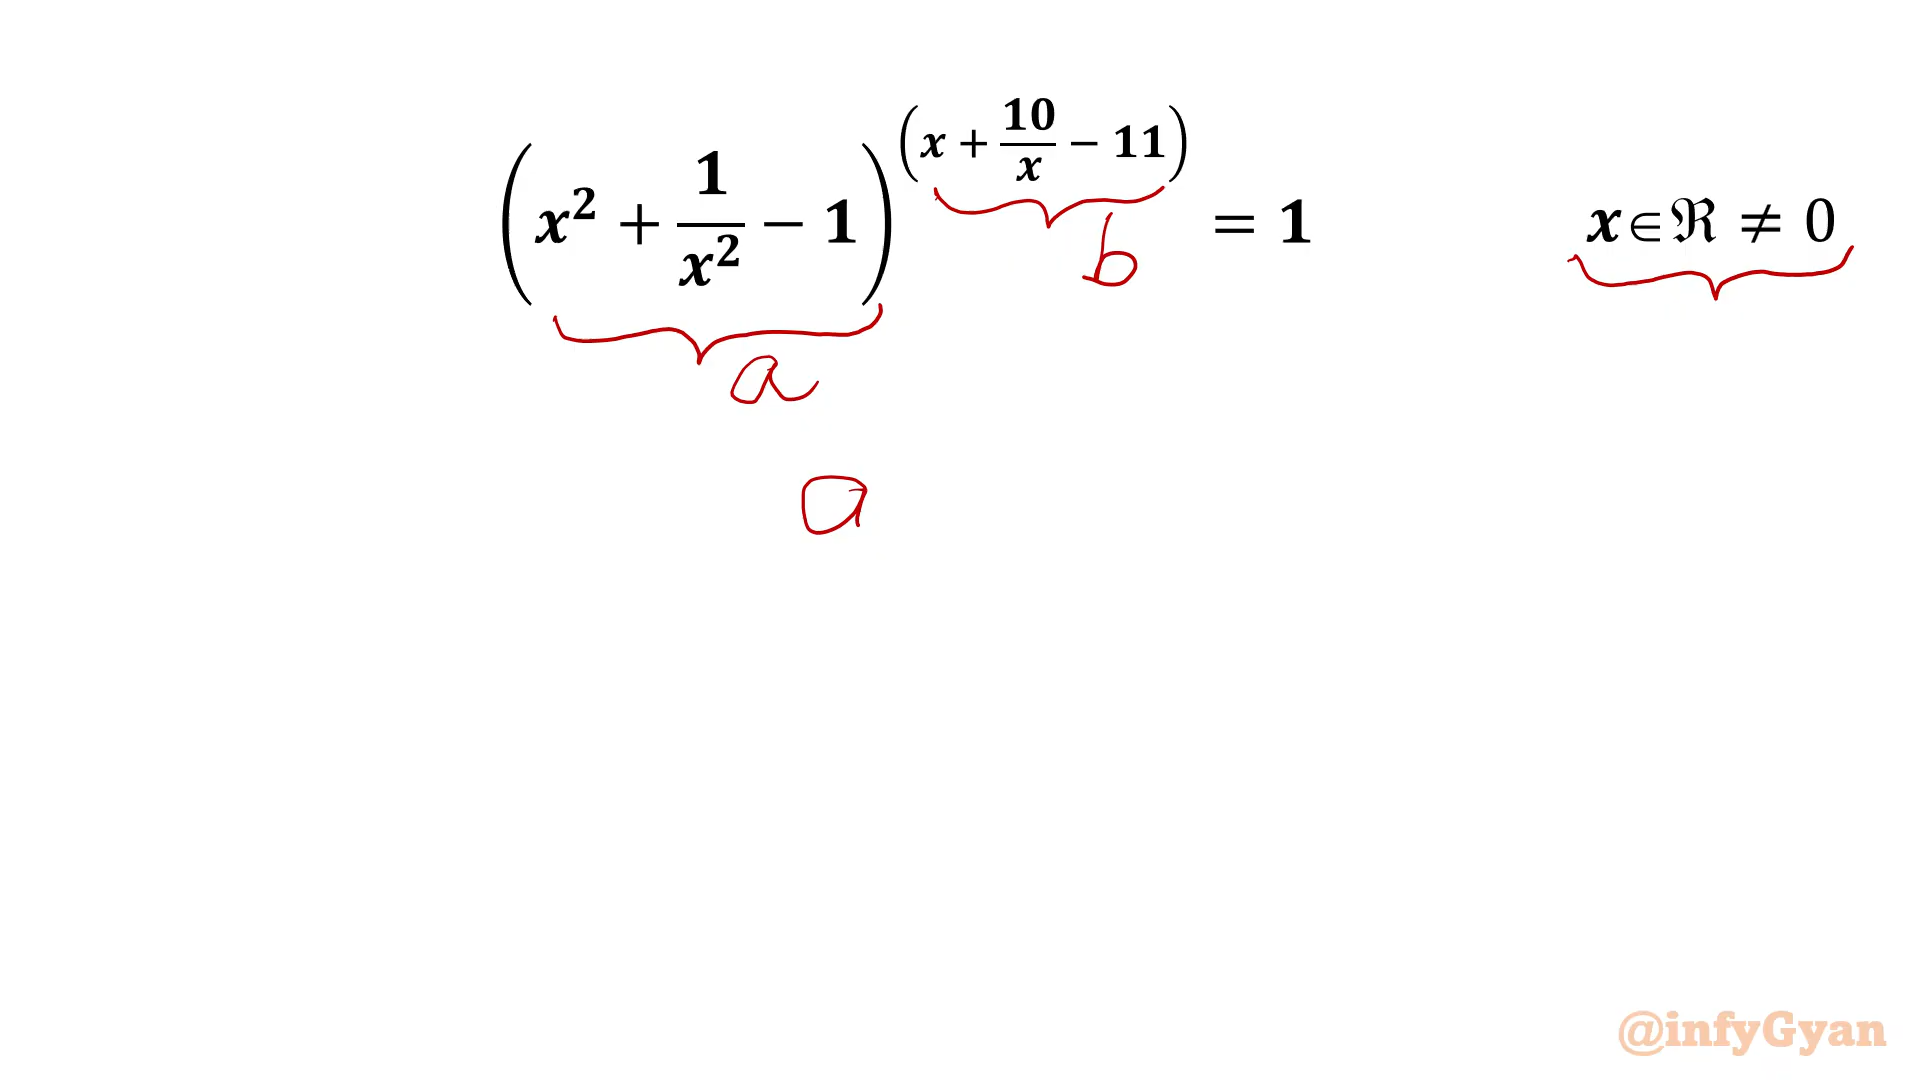 (x² + 1/x² − 1)^(x + 10/x − 11) = 1    x∈ℜ ≠ 0
b
a
a
@infyGyan